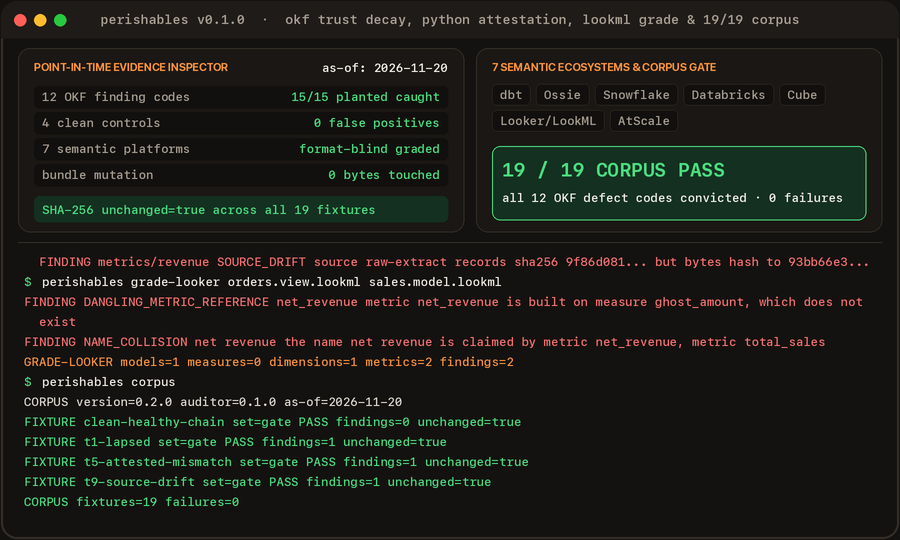 perishables v0.1.0 · okf trust decay, python attestation, lookml grade & 19/19 corpus
POINT-IN-TIME EVIDENCE INSPECTOR as-of: 2026-11-20
12 OKF finding codes 15/15 planted caught
4 clean controls 0 false positives
7 semantic platforms format-blind graded
bundle mutation 0 bytes touched
SHA-256 unchanged=true across all 19 fixtures
7 SEMANTIC ECOSYSTEMS & CORPUS GATE
dbt Ossie Snowflake Databricks Cube
Looker/LookML AtScale
19 / 19 CORPUS PASS
all 12 OKF defect codes convicted · 0 failures
FINDING metrics/revenue SOURCE_DRIFT source raw-extract records sha256 9f86d081... but bytes hash to 93bb66e3...
$ perishables grade-looker orders.view.lookml sales.model.lookml
FINDING DANGLING_METRIC_REFERENCE net_revenue metric net_revenue is built on measure ghost_amount, which does not
exist
FINDING NAME_COLLISION net revenue the name net revenue is claimed by metric net_revenue, metric total_sales
GRADE-LOOKER models=1 measures=0 dimensions=1 metrics=2 findings=2
$ perishables corpus
CORPUS version=0.2.0 auditor=0.1.0 as-of=2026-11-20
FIXTURE clean-healthy-chain set=gate PASS findings=0 unchanged=true
FIXTURE t1-lapsed set=gate PASS findings=1 unchanged=true
FIXTURE t5-attested-mismatch set=gate PASS findings=1 unchanged=true
FIXTURE t9-source-drift set=gate PASS findings=1 unchanged=true
CORPUS fixtures=19 failures=0